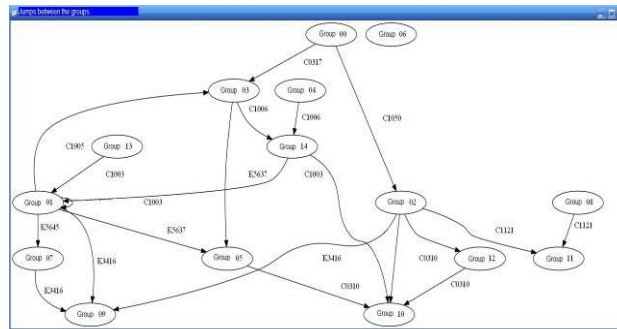 Jumps between the groups
Group 00
Group 06
C0317
Group 03
Group 04
C1006
C1006
C1050
C1005
Group 13
Group 14
C1003
K5637
C1003
Group 01
C1003
Group 02
Group 08
K5645
K5637
C1121
C1121
Group 07
K3416
Group 05
K3416
C0310
Group 12
Group 11
K3416
C0310
C0310
Group 09
Group 10